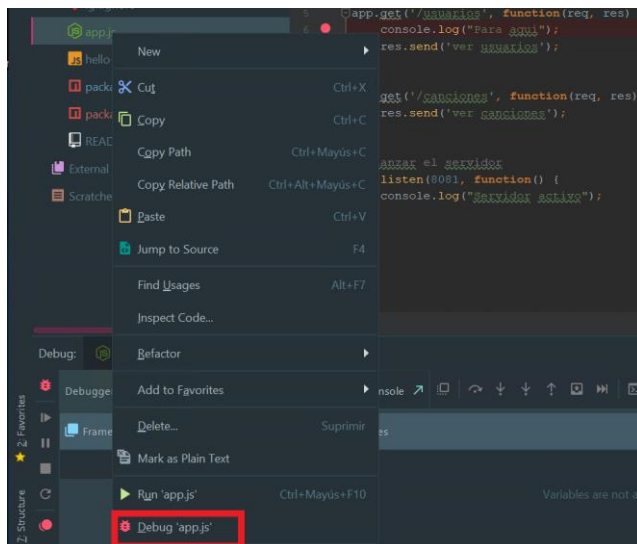 app.js
hello
packa
packa
READ
External
Scratche
5 app.get('/usuarios', function(req, res)
6 console.log("Para aqui");
res.send('ver usuarios');
get('/canciones', function(req, res)
res.send('ver canciones');
anzar el servidor
listen(8081, function() {
console.log("Servidor activo");
New
Cut Ctrl+X
Copy Ctrl+C
Copy Path Ctrl+Mayús+C
Copy Relative Path Ctrl+Alt+Mayús+C
Paste Ctrl+V
Jump to Source F4
Find Usages Alt+F7
Inspect Code...
Refactor
Add to Favorites
Delete... Suprimir
Mark as Plain Text
Run 'app.js' Ctrl+Mayús+F10
Debug 'app.js'
Debug:
Debugge
nsole
Frame
es
Variables are not a
2: Favorites
Z: Structure